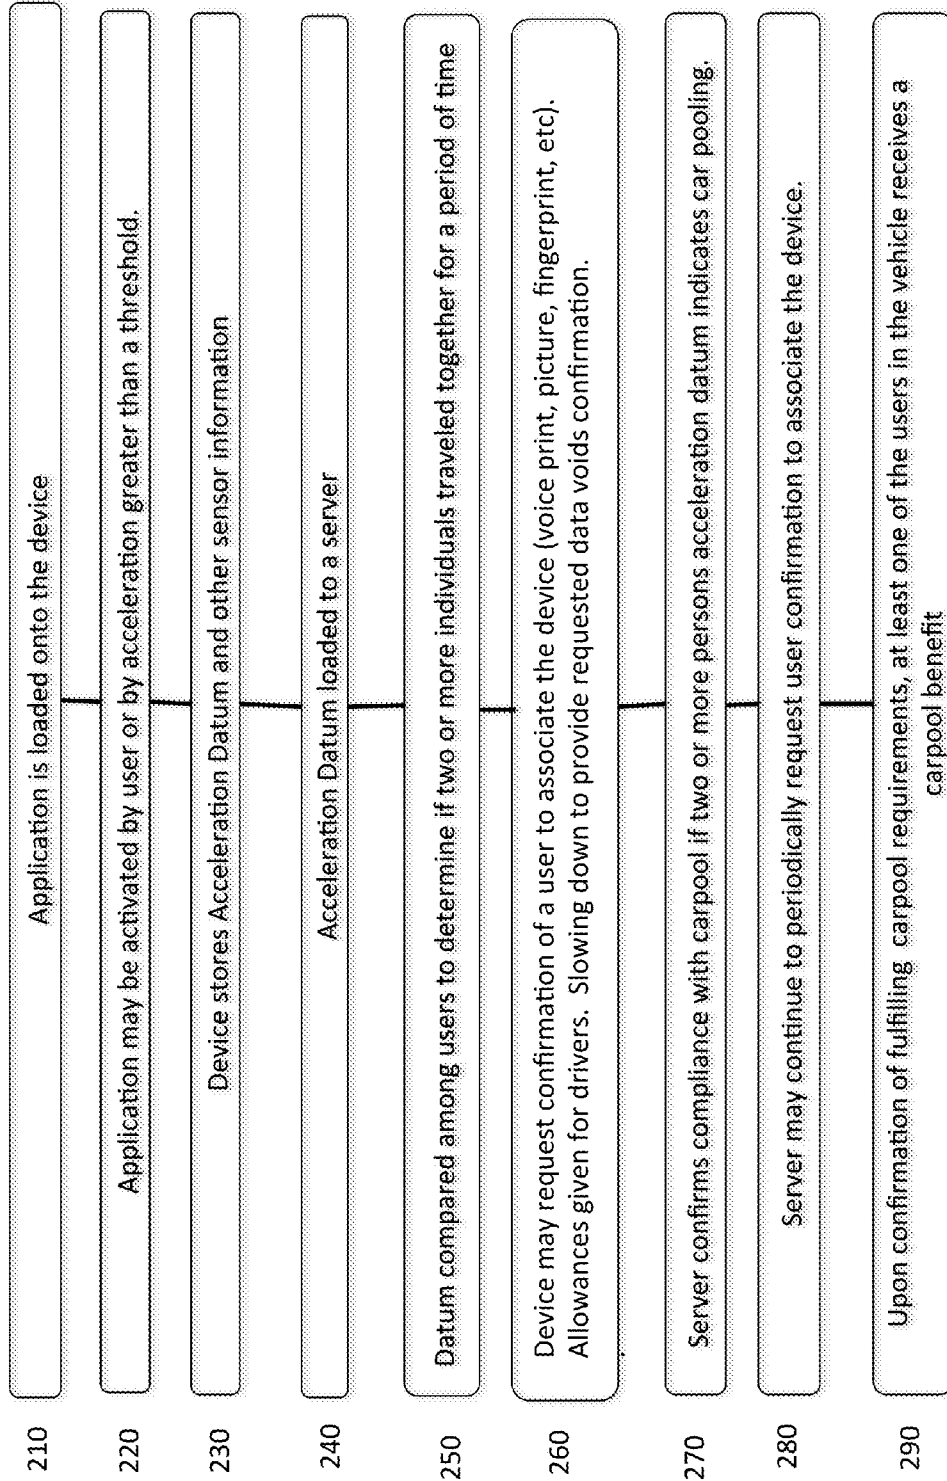 210
Application is loaded onto the device
220
Application may be activated by user or by acceleration greater than a threshold.
230
Device stores Acceleration Datum and other sensor information
240
Acceleration Datum loaded to a server
250
Datum compared among users to determine if two or more individuals traveled together for a period of time
260
Device may request confirmation of a user to associate the device (voice print, picture, fingerprint, etc).
Allowances given for drivers. Slowing down to provide requested data voids confirmation.
270
Server confirms compliance with carpool if two or more persons acceleration datum indicates car pooling.
280
Server may continue to periodically request user confirmation to associate the device.
290
Upon confirmation of fulfilling carpool requirements, at least one of the users in the vehicle receives a
carpool benefit